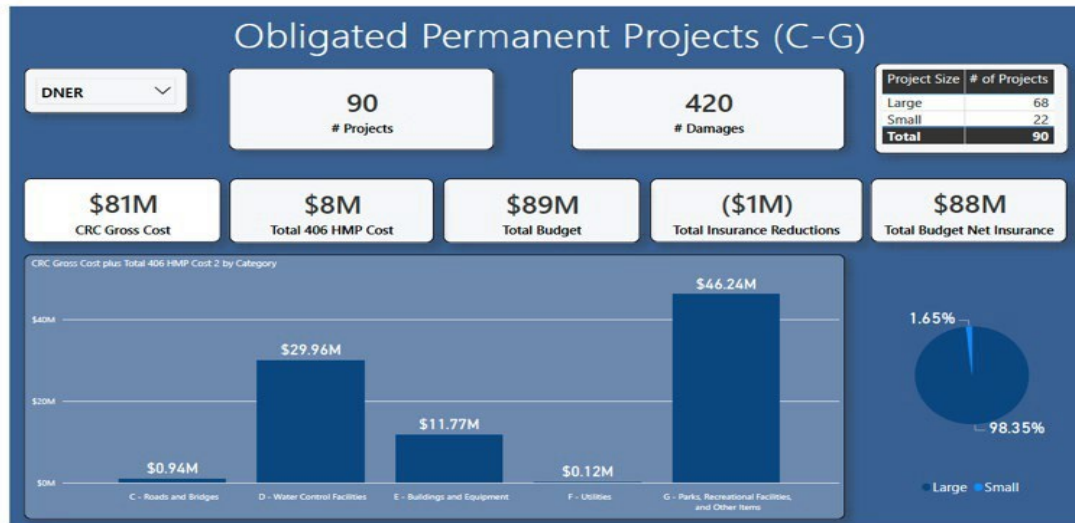 Obligated Permanent Projects (C-G)
DNER
90
# Projects
420
# Damages
Project Size # of Projects
Large 68
Small 22
Total 90
$81M
CRC Gross Cost
$8M
Total 406 HMP Cost
$89M
Total Budget
($1M)
Total Insurance Reductions
$88M
Total Budget Net Insurance
CRC Gross Cost plus Total 406 HMP Cost 2 by Category
$40M
$20M
$0M
$0.94M
$29.96M
$11.77M
$0.12M
$46.24M
C - Roads and Bridges
D - Water Control Facilities
E - Buildings and Equipment
F - Utilities
G - Parks, Recreational Facilities,
and Other Items
1.65%
98.35%
Large Small